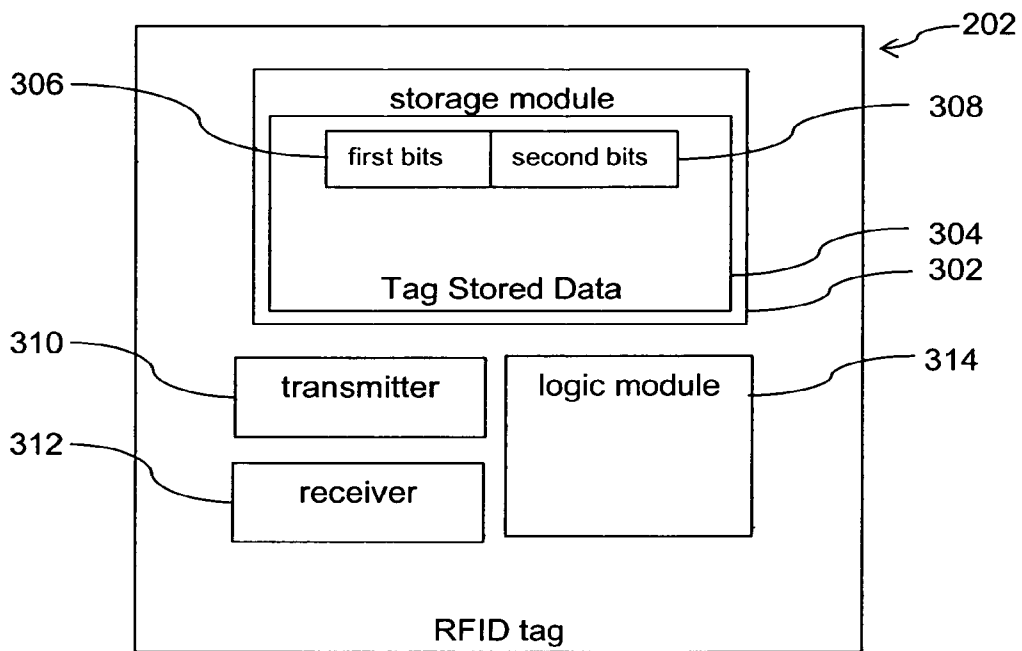 202
306
storage module
308
first bits
second bits
304
Tag Stored Data
302
310
transmitter
logic module
314
312
receiver
RFID tag